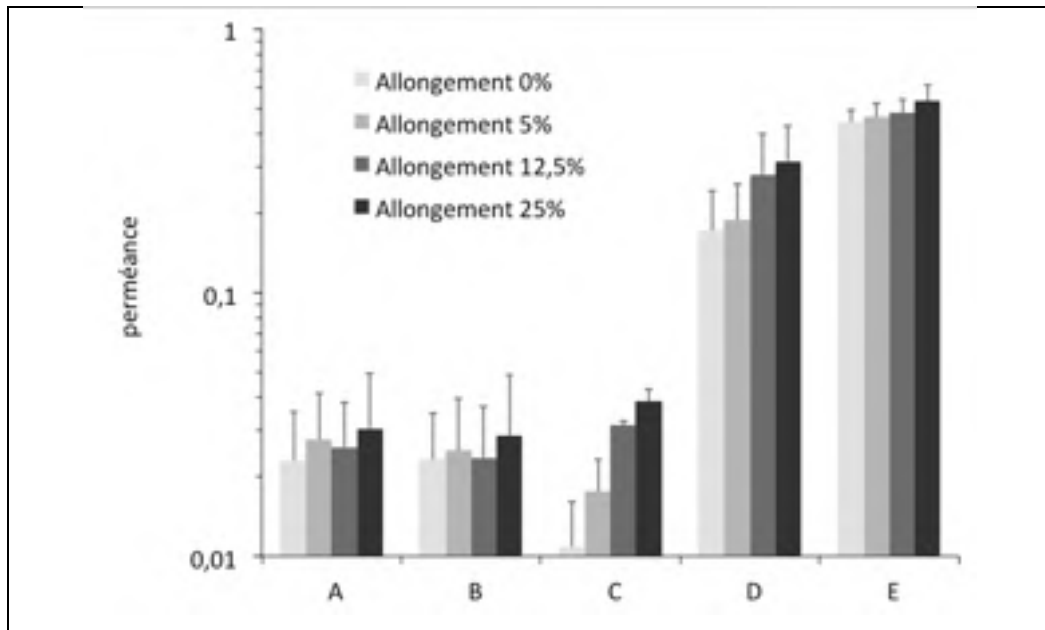 1
Allongement 0%
Allongement 5%
Allongement 12,5%
Allongement 25%
perméance
0,1
0,01
A B C D E